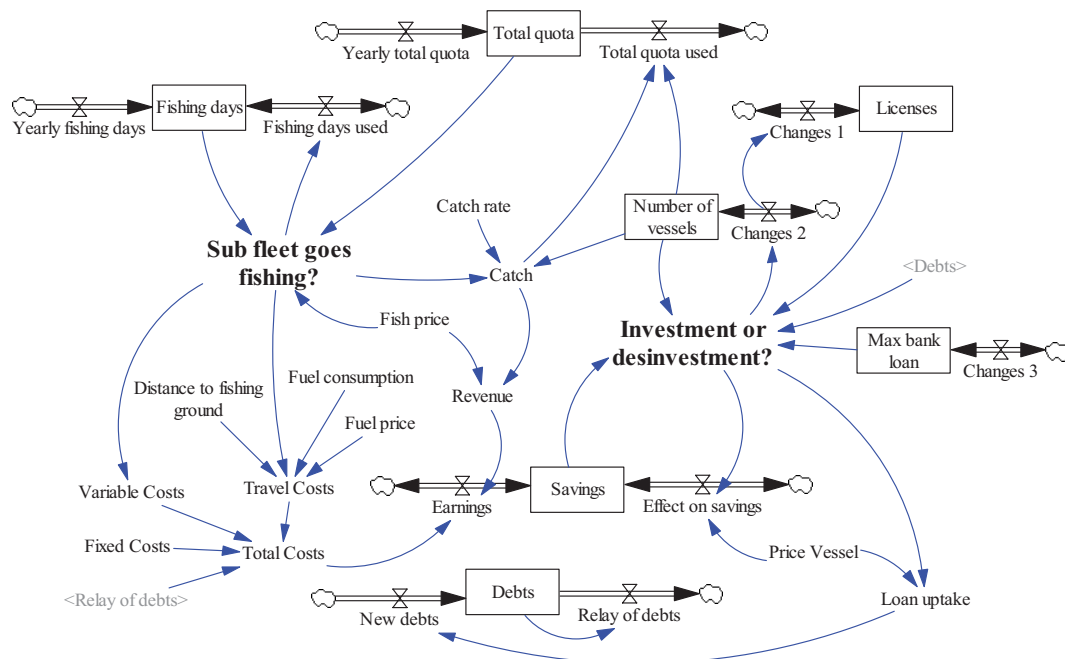 Total quota
Yearly total quota
Total quota used
Fishing days
Yearly fishing days
Fishing days used
Licenses
Changes 1
Catch rate
Number of
vessels
Changes 2
Sub fleet goes
fishing?
Catch
<Debts>
Fish price
Investment or
desinvestment?
Max bank
loan
Changes 3
Distance to fishing
ground
Fuel consumption
Revenue
Fuel price
Variable Costs
Travel Costs
Savings
Earnings
Effect on savings
Fixed Costs
Total Costs
Price Vessel
<Relay of debts>
Debts
New debts
Relay of debts
Loan uptake